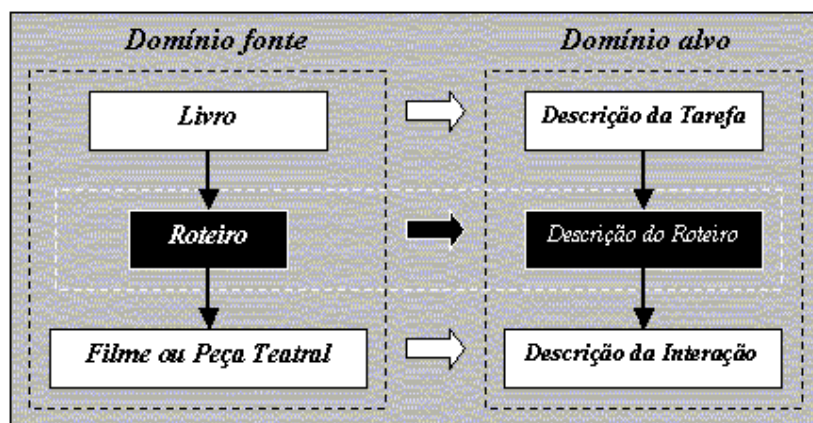 Domínio fonte
Domínio alvo
Livro
Descrição da Tarefa
Roteiro
Descrição do Roteiro
Filme ou Peça Teatral
Descrição da Interação